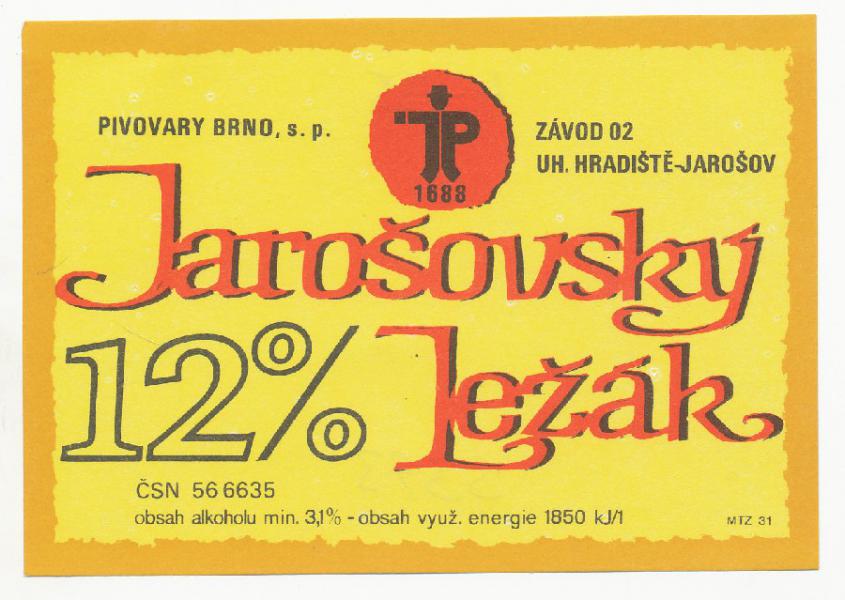 PIVOVARY BRNO, s. p.
JP
1688
ZÁVOD 02
UH. HRADIŠTĚ-JAROŠOV
Jarošovsky
12% Ležák
ČSN 56 6635
obsah alkoholu min. 3,1% - obsah využ. energie 1850 kJ/1
MTZ 31